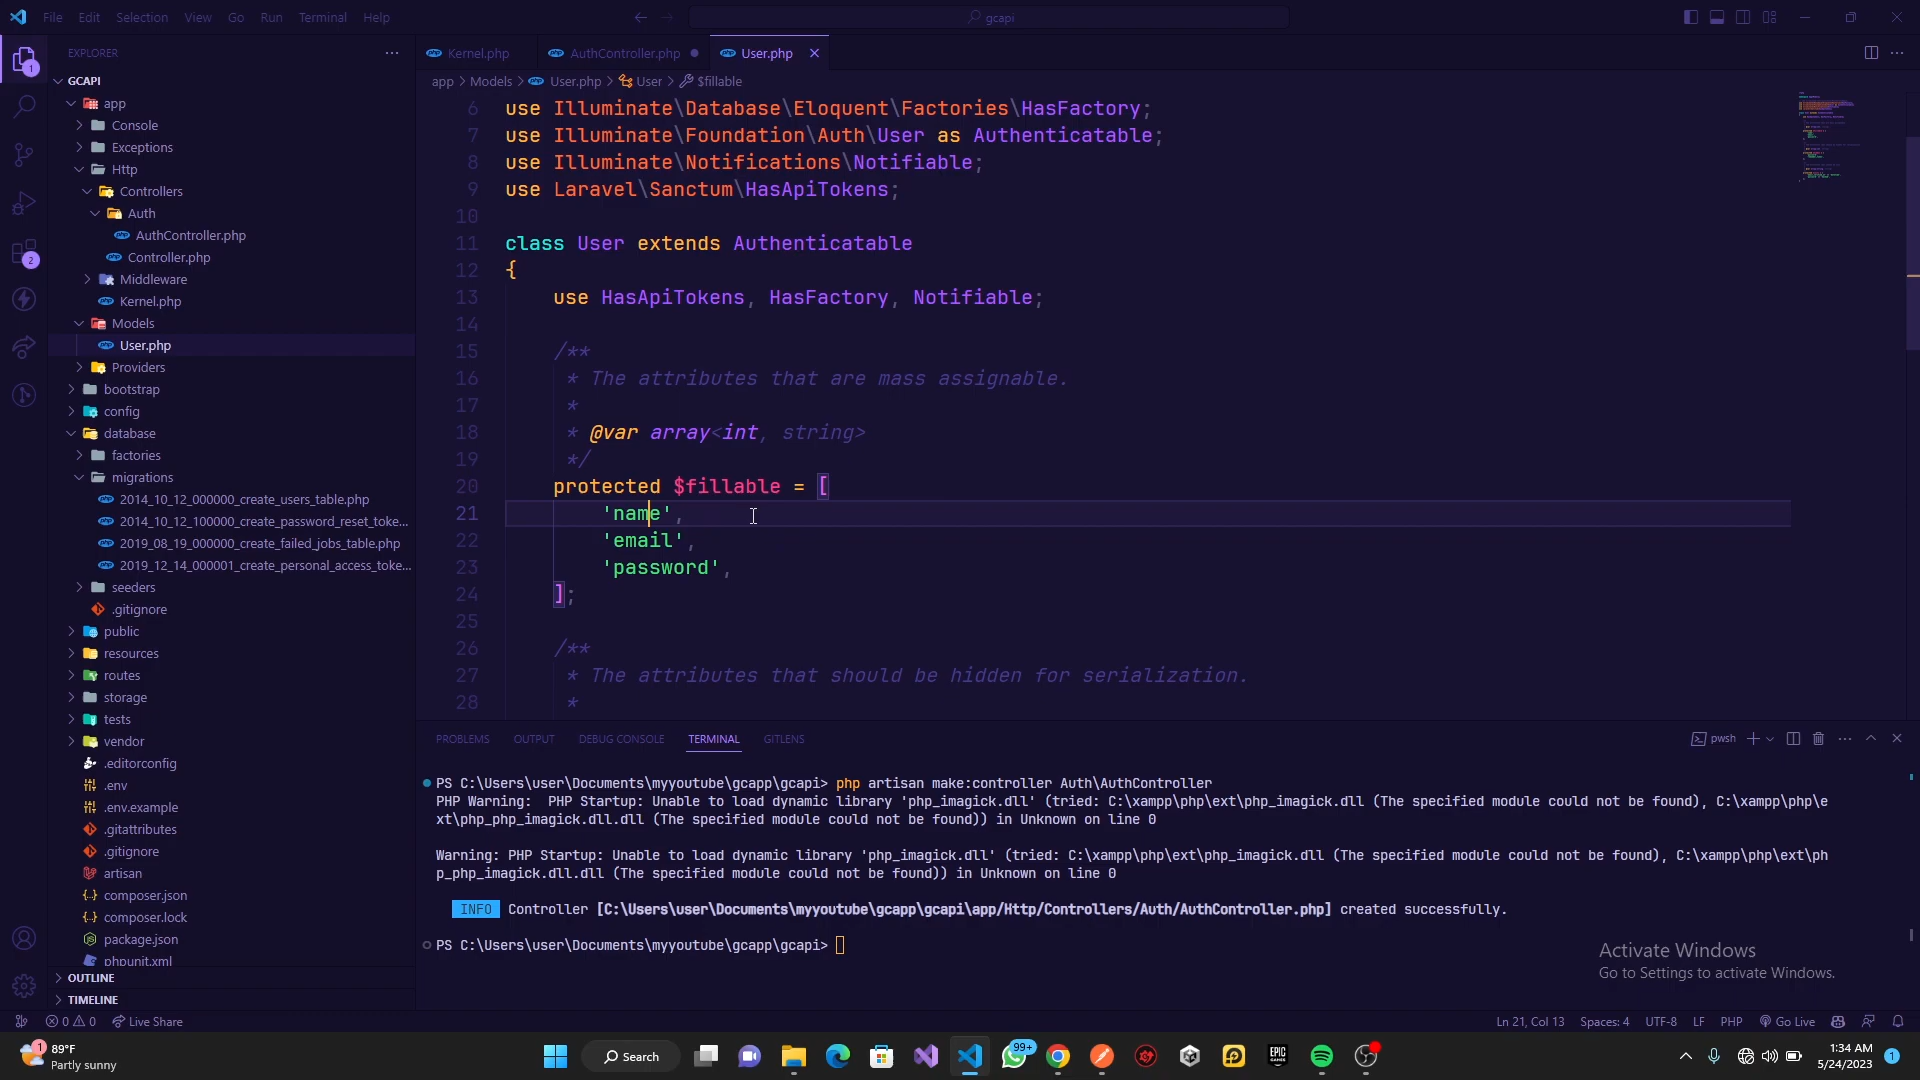 File Edit Selection View Go Run Terminal Help
gcapi
EXPLORER
Kernel.php
AuthController.php
User.php
app > Models > User.php > User > $fillable
GCAPI
app
Console
Exceptions
Http
Controllers
Auth
AuthController.php
Controller.php
Middleware
Kernel.php
Models
User.php
Providers
bootstrap
config
database
factories
migrations
2014_10_12_000000_create_users_table.php
2014_10_12_100000_create_password_reset_toke...
2019_08_19_000000_create_failed_jobs_table.php
2019_12_14_000001_create_personal_access_toke...
seeders
.gitignore
public
resources
routes
storage
tests
vendor
.editorconfig
.env
.env.example
.gitattributes
.gitignore
artisan
composer.json
composer.lock
package.json
phpunit.xml
OUTLINE
TIMELINE
1
2
6 use Illuminate\Database\Eloquent\Factories\HasFactory;
7 use Illuminate\Foundation\Auth\User as Authenticatable;
8 use Illuminate\Notifications\Notifiable;
9 use Laravel\Sanctum\HasApiTokens;
10
11 class User extends Authenticatable
12 {
13 use HasApiTokens, HasFactory, Notifiable;
14
15 /**
16 * The attributes that are mass assignable.
17 *
18 * @var array<int, string>
19 */
20 protected $fillable = [
21 'name',
22 'email',
23 'password',
24 ];
25
26 /**
27 * The attributes that should be hidden for serialization.
28 *
PROBLEMS OUTPUT DEBUG CONSOLE TERMINAL GITLENS
pwsh
PS C:\Users\user\Documents\myyoutube\gcapp\gcapi> php artisan make:controller Auth\AuthController
PHP Warning:  PHP Startup: Unable to load dynamic library 'php_imagick.dll' (tried: C:\xampp\php\ext\php_imagick.dll (The specified module could not be found), C:\xampp\php\e
xt\php_php_imagick.dll.dll (The specified module could not be found)) in Unknown on line 0
Warning: PHP Startup: Unable to load dynamic library 'php_imagick.dll' (tried: C:\xampp\php\ext\php_imagick.dll (The specified module could not be found), C:\xampp\php\ext\ph
p_php_imagick.dll.dll (The specified module could not be found)) in Unknown on line 0
INFO Controller [C:\Users\user\Documents\myyoutube\gcapp\gcapi\app/Http/Controllers/Auth/AuthController.php] created successfully.
PS C:\Users\user\Documents\myyoutube\gcapp\gcapi>
Activate Windows
Go to Settings to activate Windows.
0 0 Live Share
Ln 21, Col 13 Spaces: 4 UTF-8 LF PHP Go Live
1
89°F
Partly sunny
Search
99+
EPIC
GAMES
1:34 AM
5/24/2023
1